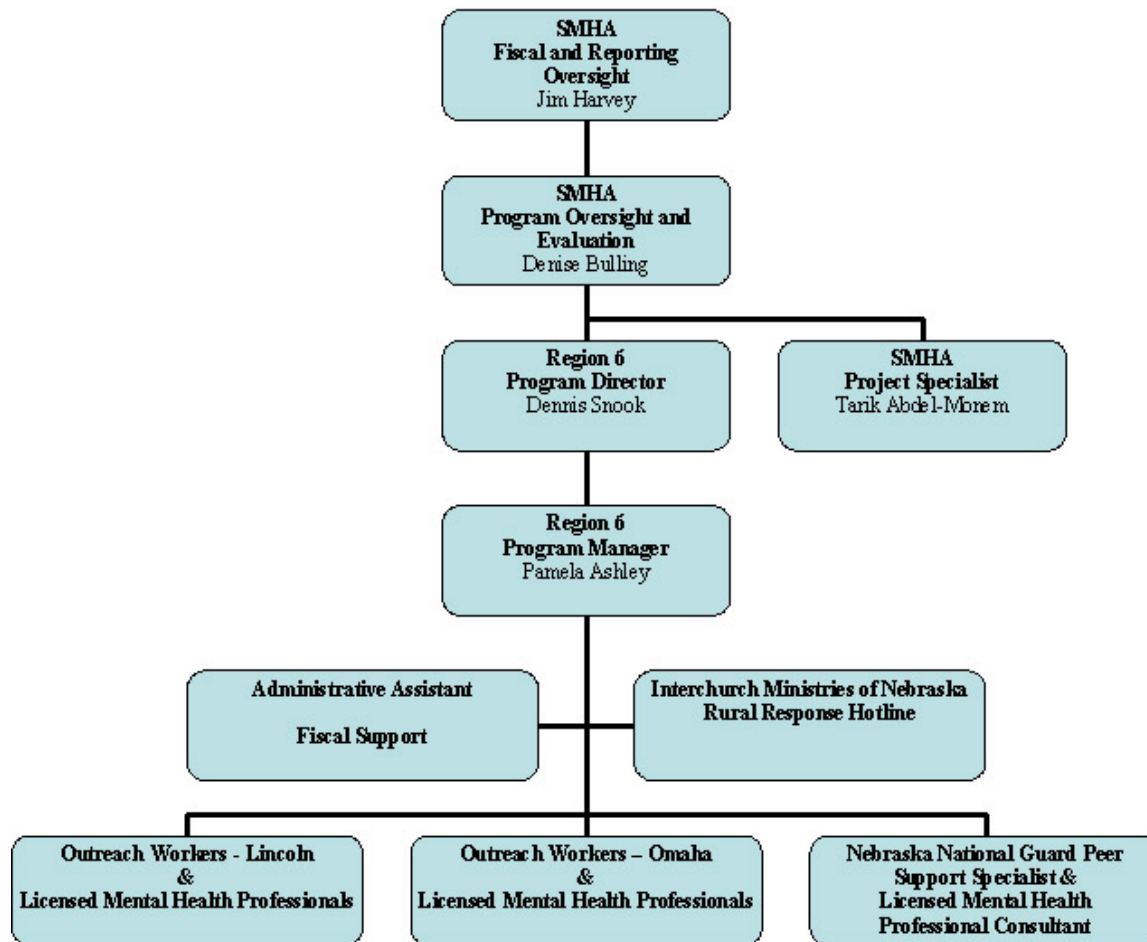 SMHA
Fiscal and Reporting
Oversight
Jim Harvey
SMHA
Program Oversight and
Evaluation
Denise Bulling
Region 6
Program Director
Dennis Snook
SMHA
Project Specialist
Tarik Abdel-Monem
Region 6
Program Manager
Pamela Ashley
Administrative Assistant
Fiscal Support
Interchurch Ministries of Nebraska
Rural Response Hotline
Outreach Workers - Lincoln
&
Licensed Mental Health Professionals
Outreach Workers – Omaha
&
Licensed Mental Health Professionals
Nebraska National Guard Peer
Support Specialist &
Licensed Mental Health
Professional Consultant